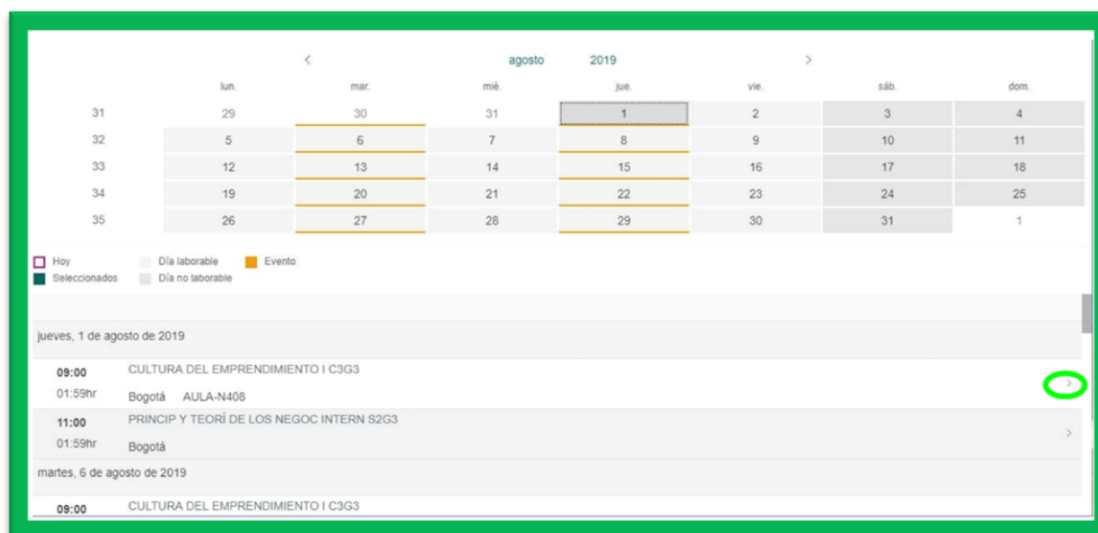 < agosto 2019 >
lun. mar. mié. jue. vie. sáb. dom.
31 29 30 31 1 2 3 4
32 5 6 7 8 9 10 11
33 12 13 14 15 16 17 18
34 19 20 21 22 23 24 25
35 26 27 28 29 30 31 1
Hoy Día laborable Evento
Seleccionados Día no laborable
jueves, 1 de agosto de 2019
09:00 CULTURA DEL EMPRENDIMIENTO I C3G3
01:59hr Bogotá AULA-N408 >
11:00 PRINCIP Y TEORÍ DE LOS NEGOC INTERN S2G3
01:59hr Bogotá >
martes, 6 de agosto de 2019
09:00 CULTURA DEL EMPRENDIMIENTO I C3G3